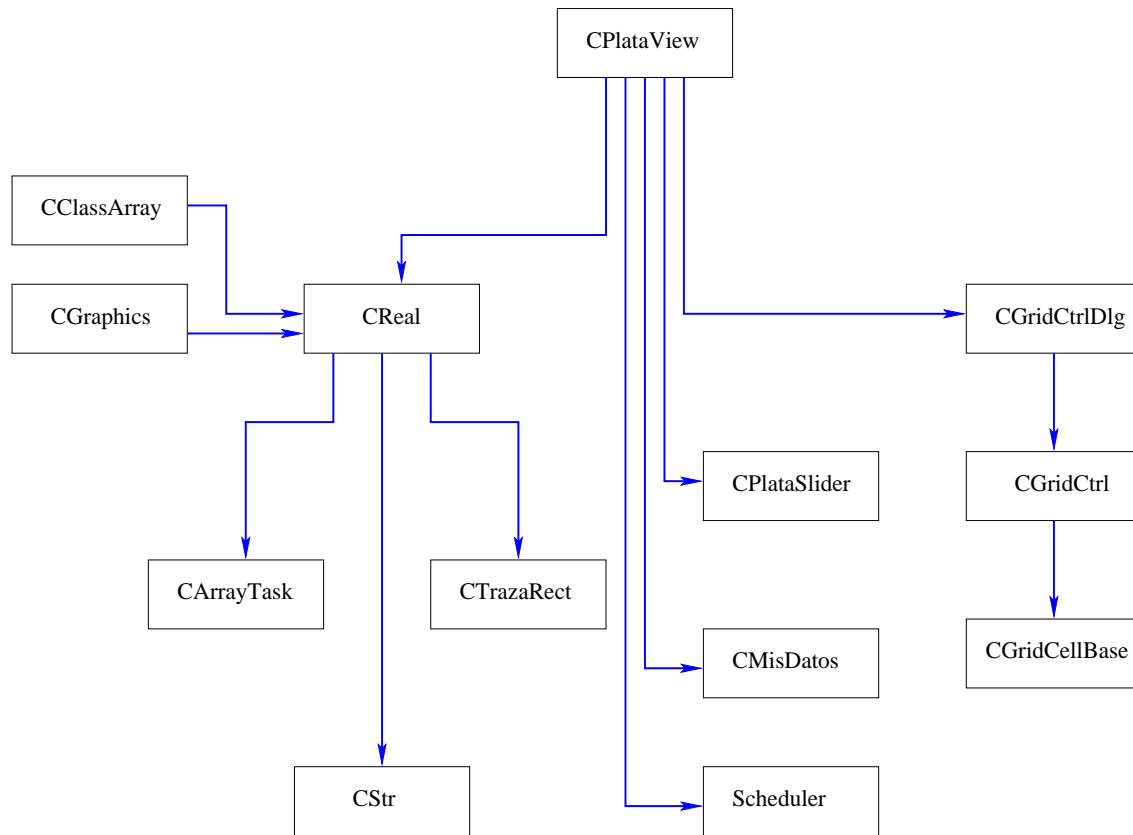 CPlataView
CClassArray
CGraphics
CReal
CGridCtrlDlg
CPlataSlider
CGridCtrl
CArrayTask
CTrazaRect
CMisDatos
CGridCellBase
CStr
Scheduler